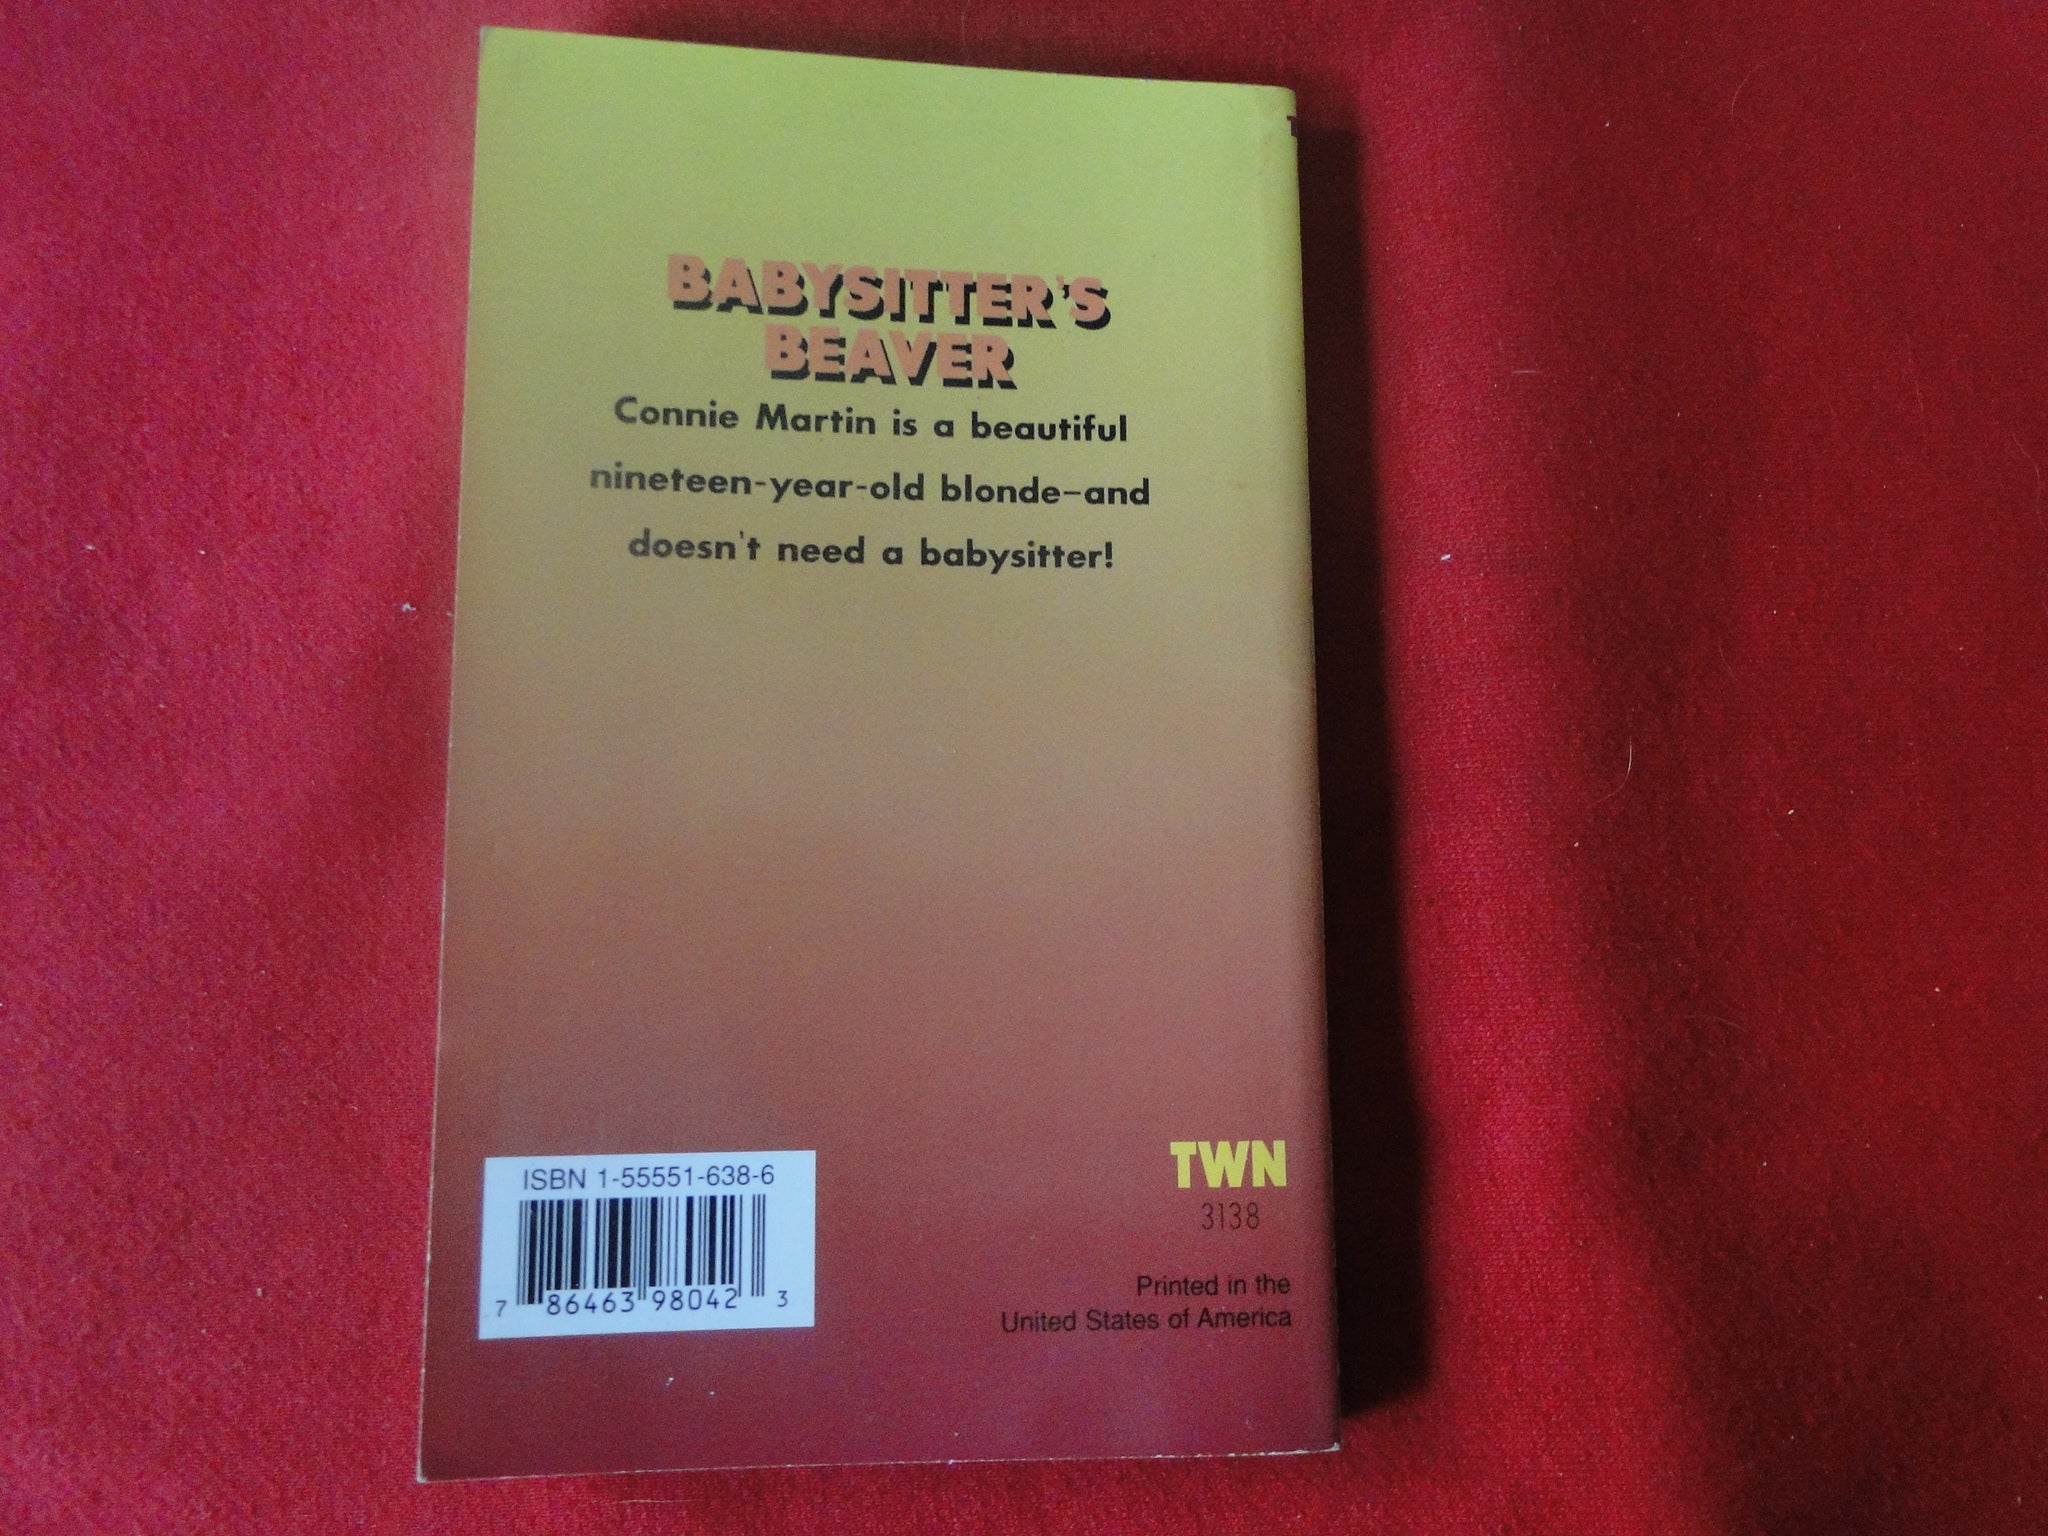 BABYSITTER'S
BEAVER
Connie Martin is a beautiful
nineteen-year-old blonde—and
doesn't need a babysitter!
ISBN 1-55551-638-6
7 86463 98042 3
TWN
3138
Printed in the
United States of America